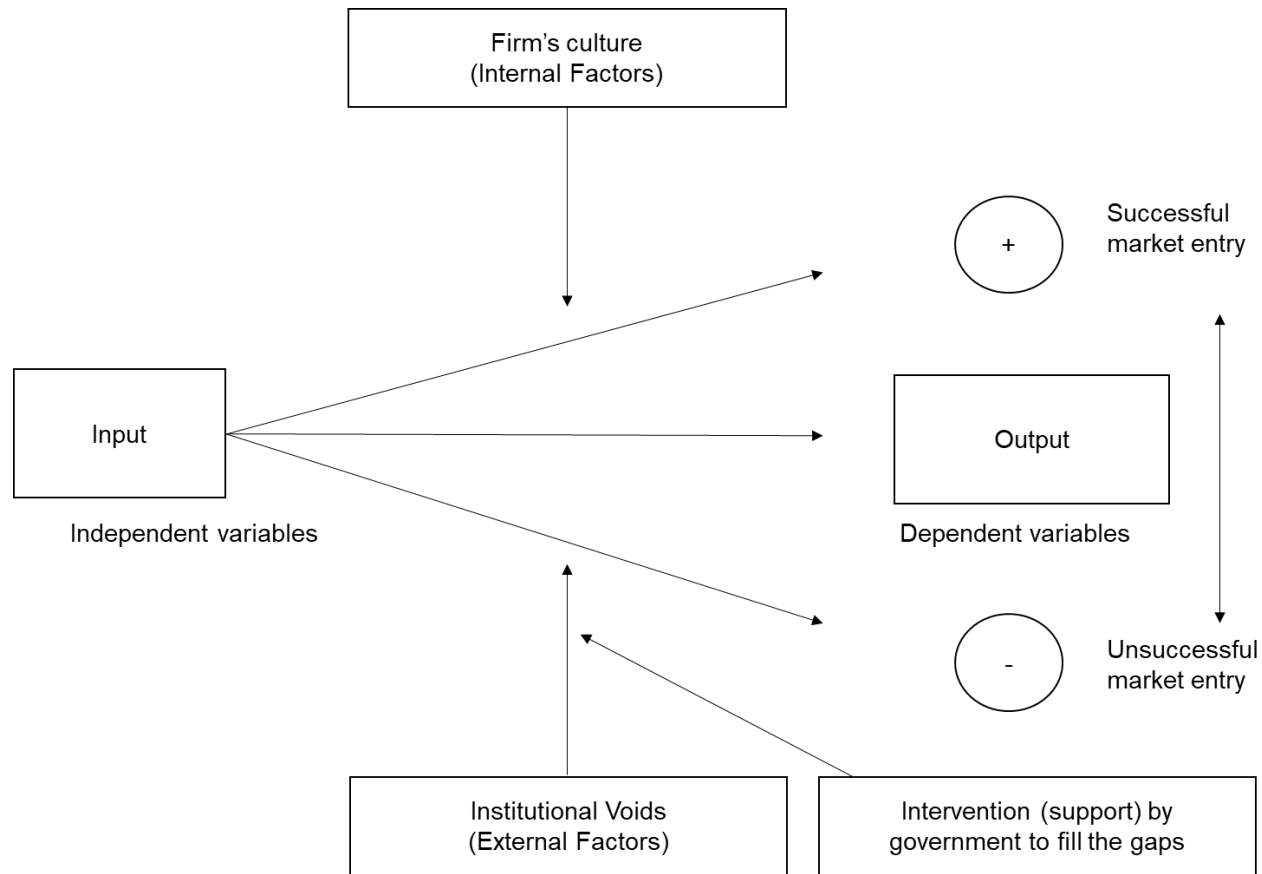 Firm’s culture
(Internal Factors)
+
Successful
market entry
Input
Output
Independent variables
Dependent variables
-
Unsuccessful
market entry
Institutional Voids
(External Factors)
Intervention (support) by
government to fill the gaps